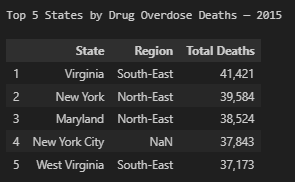 Top 5 States by Drug Overdose Deaths — 2015
State Region Total Deaths
1 Virginia South-East 41,421
2 New York North-East 39,584
3 Maryland North-East 38,524
4 New York City NaN 37,843
5 West Virginia South-East 37,173